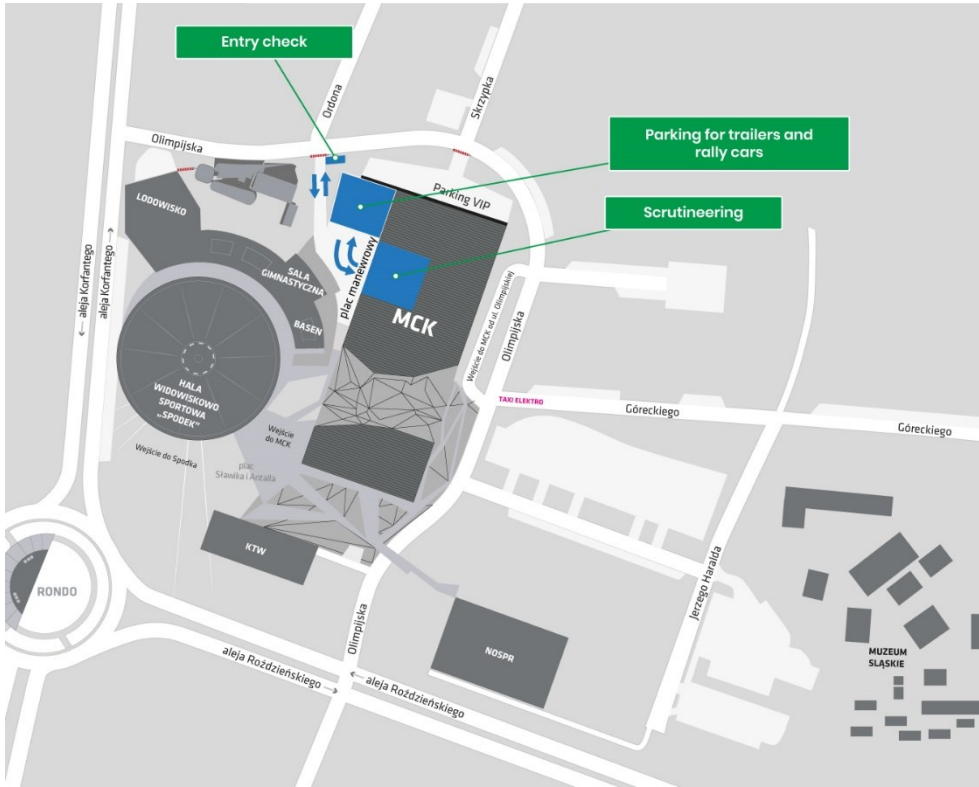 Entry check
Ordona
Skrzypka
Olimpijska
Parking for trailers and
rally cars
Parking VIP
LODOWISKO
Scrutineering
← aleja Korfantego
aleja Korfantego →
SALA
GIMNASTYCZNA
plac manewrowy
BASEN
MCK
Wejście do MCK od ul. Olimpijskiej
Olimpijska
HALA
WIDOWISKOWO
SPORTOWA
„SPODEK”
TAXI ELEKTRO
Góreckiego
Góreckiego
Wejście
do MCK
Wejście do Spodka
plac
Sławika i Antalla
KTW
Jerzego Haralda
RONDO
Olimpijska
NOSPR
MUZEUM
SLĄSKIE
aleja Roździeńskiego →
← aleja Roździeńskiego